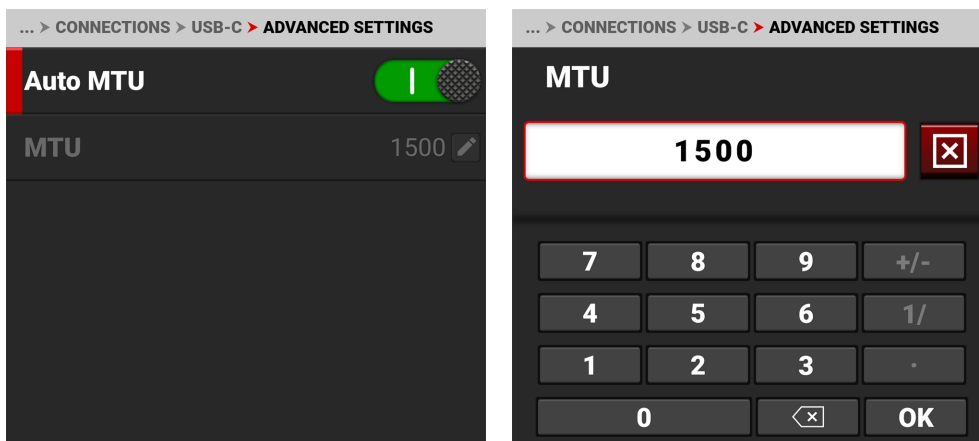 ... > CONNECTIONS > USB-C > ADVANCED SETTINGS
Auto MTU
MTU 1500
... > CONNECTIONS > USB-C > ADVANCED SETTINGS
MTU
1500
7 8 9 +/-
4 5 6 1/
1 2 3 .
0 OK